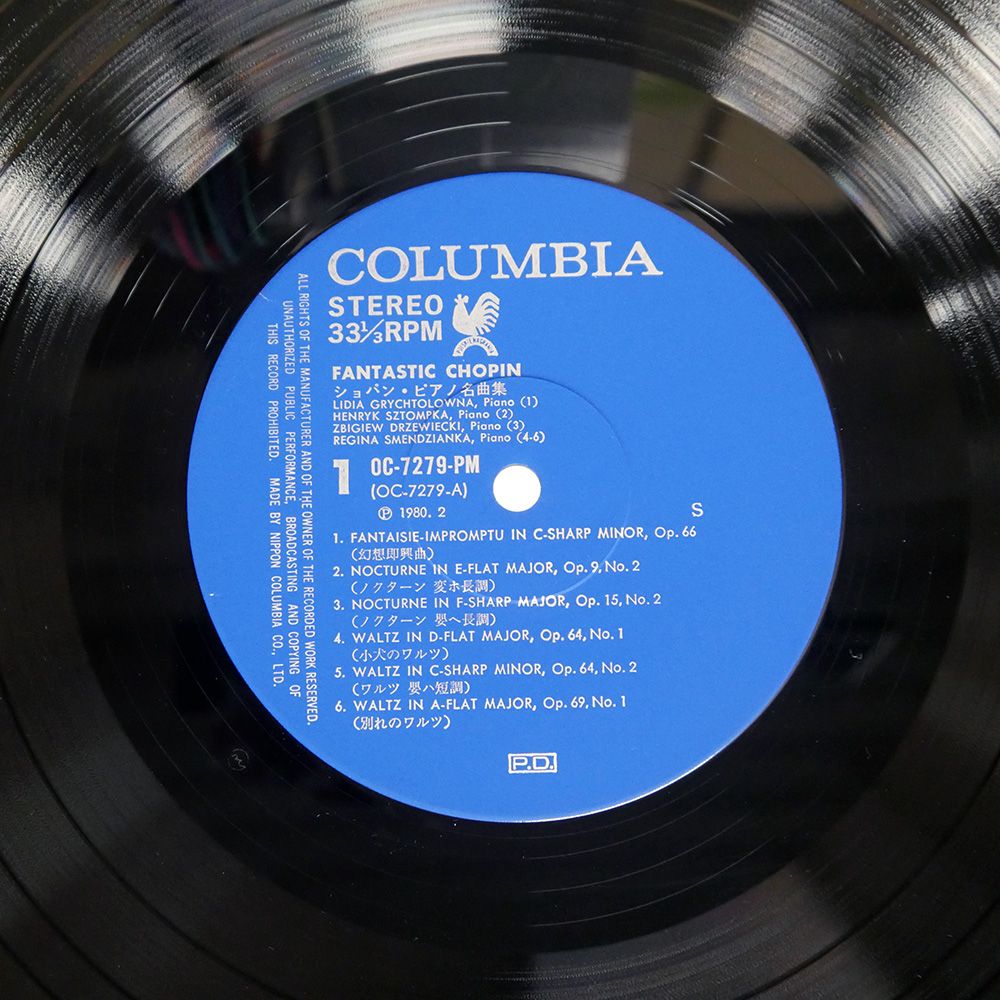 COLUMBIA
STEREO
33⅓RPM
FANTASTIC CHOPIN
ショパン・ピアノ名曲集
LIDIA GRYCHTOLOWNA, Piano (1)
HENRYK SZTOMPKA, Piano (2)
ZBIGIEW DRZEWIECKI, Piano (3)
REGINA SMENDZIANKA, Piano (4-6)
1 OC-7279-PM
(OC-7279-A)
Ⓟ 1980. 2
S
1. FANTAISIE-IMPROMPTU IN C-SHARP MINOR, Op. 66
(幻想即興曲)
2. NOCTURNE IN E-FLAT MAJOR, Op. 9, No. 2
(ノクターン 変ホ長調)
3. NOCTURNE IN F-SHARP MAJOR, Op. 15, No. 2
(ノクターン 嬰ヘ長調)
4. WALTZ IN D-FLAT MAJOR, Op. 64, No. 1
(小犬のワルツ)
5. WALTZ IN C-SHARP MINOR, Op. 64, No. 2
(ワルツ 嬰ハ短調)
6. WALTZ IN A-FLAT MAJOR, Op. 69, No. 1
(別れのワルツ)
P.D.
ALL RIGHTS OF THE MANUFACTURER AND OF THE OWNER OF THE RECORDED WORK RESERVED.
UNAUTHORIZED PUBLIC PERFORMANCE, BROADCASTING AND COPYING OF
THIS RECORD PROHIBITED. MADE BY NIPPON COLUMBIA CO., LTD.